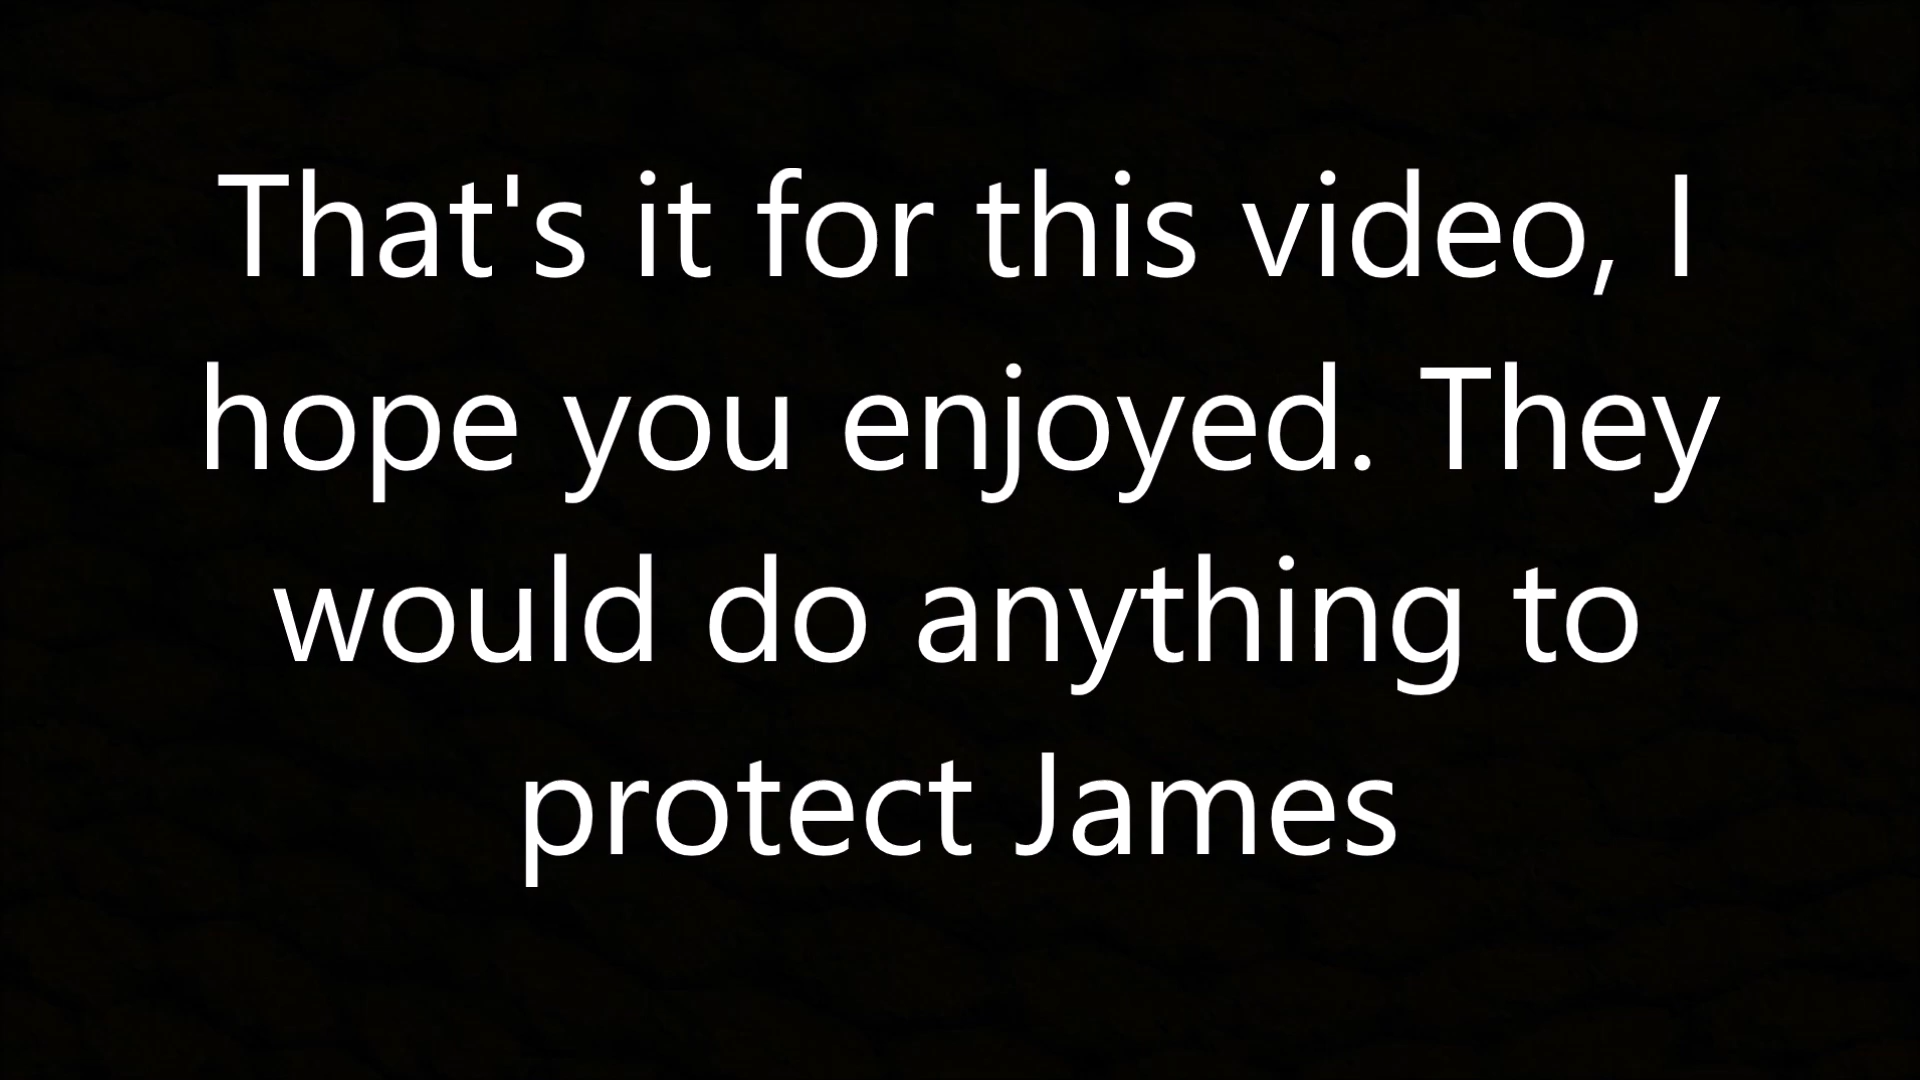 That's it for this video, I
hope you enjoyed. They
would do anything to
protect James